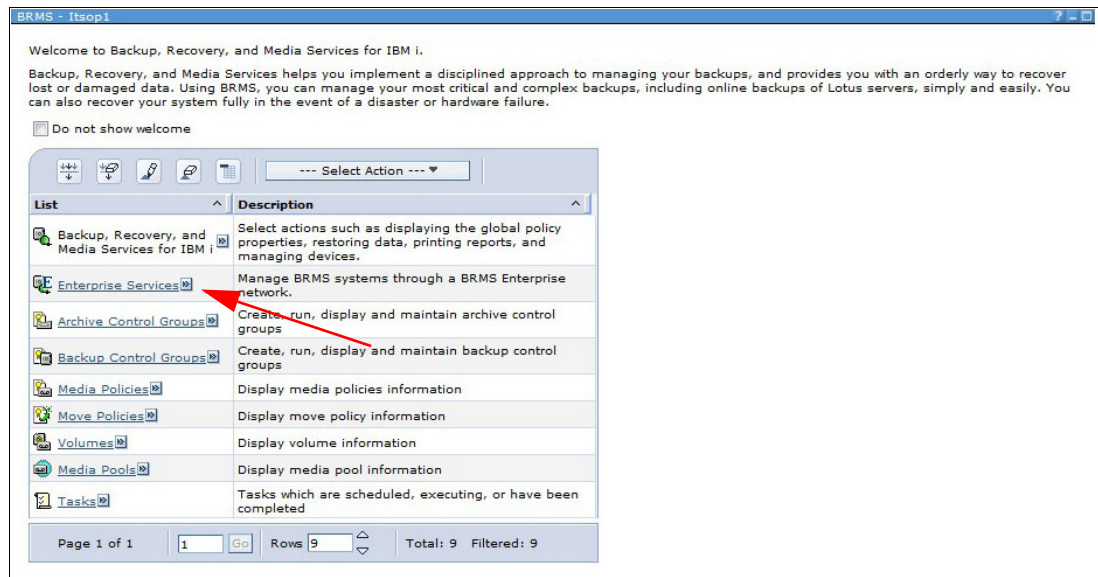 BRMS - Itsop1
? – □
Welcome to Backup, Recovery, and Media Services for IBM i.
Backup, Recovery, and Media Services helps you implement a disciplined approach to managing your backups, and provides you with an orderly way to recover
lost or damaged data. Using BRMS, you can manage your most critical and complex backups, including online backups of Lotus servers, simply and easily. You
can also recover your system fully in the event of a disaster or hardware failure.
Do not show welcome
--- Select Action ---
List
Description
Backup, Recovery, and
Media Services for IBM i
Select actions such as displaying the global policy
properties, restoring data, printing reports, and
managing devices.
Enterprise Services
Manage BRMS systems through a BRMS Enterprise
network.
Archive Control Groups
Create, run, display and maintain archive control
groups
Backup Control Groups
Create, run, display and maintain backup control
groups
Media Policies
Display media policies information
Move Policies
Display move policy information
Volumes
Display volume information
Media Pools
Display media pool information
Tasks
Tasks which are scheduled, executing, or have been
completed
Page 1 of 1
1
Go
Rows 9
Total: 9 Filtered: 9